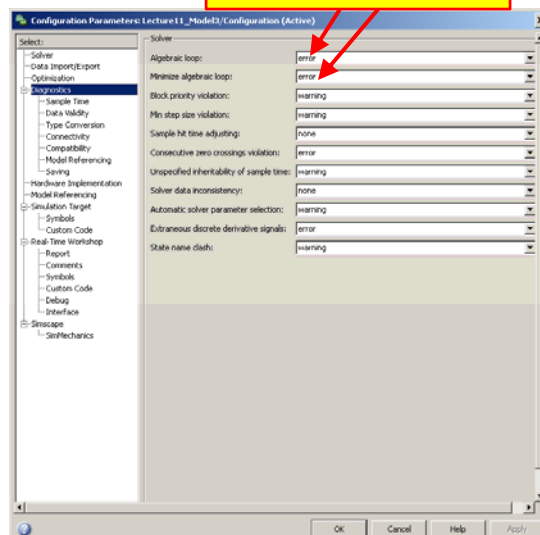 Configuration Parameters: Lecture11_Model3/Configuration (Active)
Select:
Solver
Data Import/Export
Optimization
Diagnostics
Sample Time
Data Validity
Type Conversion
Connectivity
Compatibility
Model Referencing
Saving
Hardware Implementation
Model Referencing
Simulation Target
Symbols
Custom Code
Real-Time Workshop
Report
Comments
Symbols
Custom Code
Debug
Interface
Simscape
SimMechanics
Solver
Algebraic loop: error
Minimize algebraic loop: error
Block priority violation: warning
Min step size violation: warning
Sample hit time adjusting: none
Consecutive zero crossings violation: error
Unspecified inheritability of sample time: warning
Solver data inconsistency: none
Automatic solver parameter selection: warning
Extraneous discrete derivative signals: error
State name clash: warning
OK Cancel Help Apply